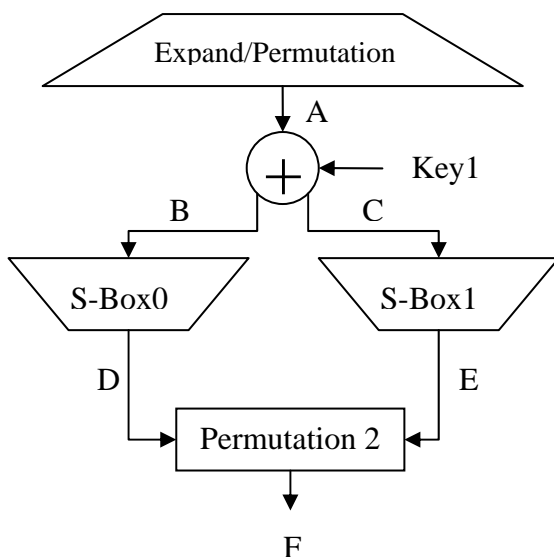 Expand/Permutation
A
Key1
B
C
S-Box0
S-Box1
D
E
Permutation 2
F